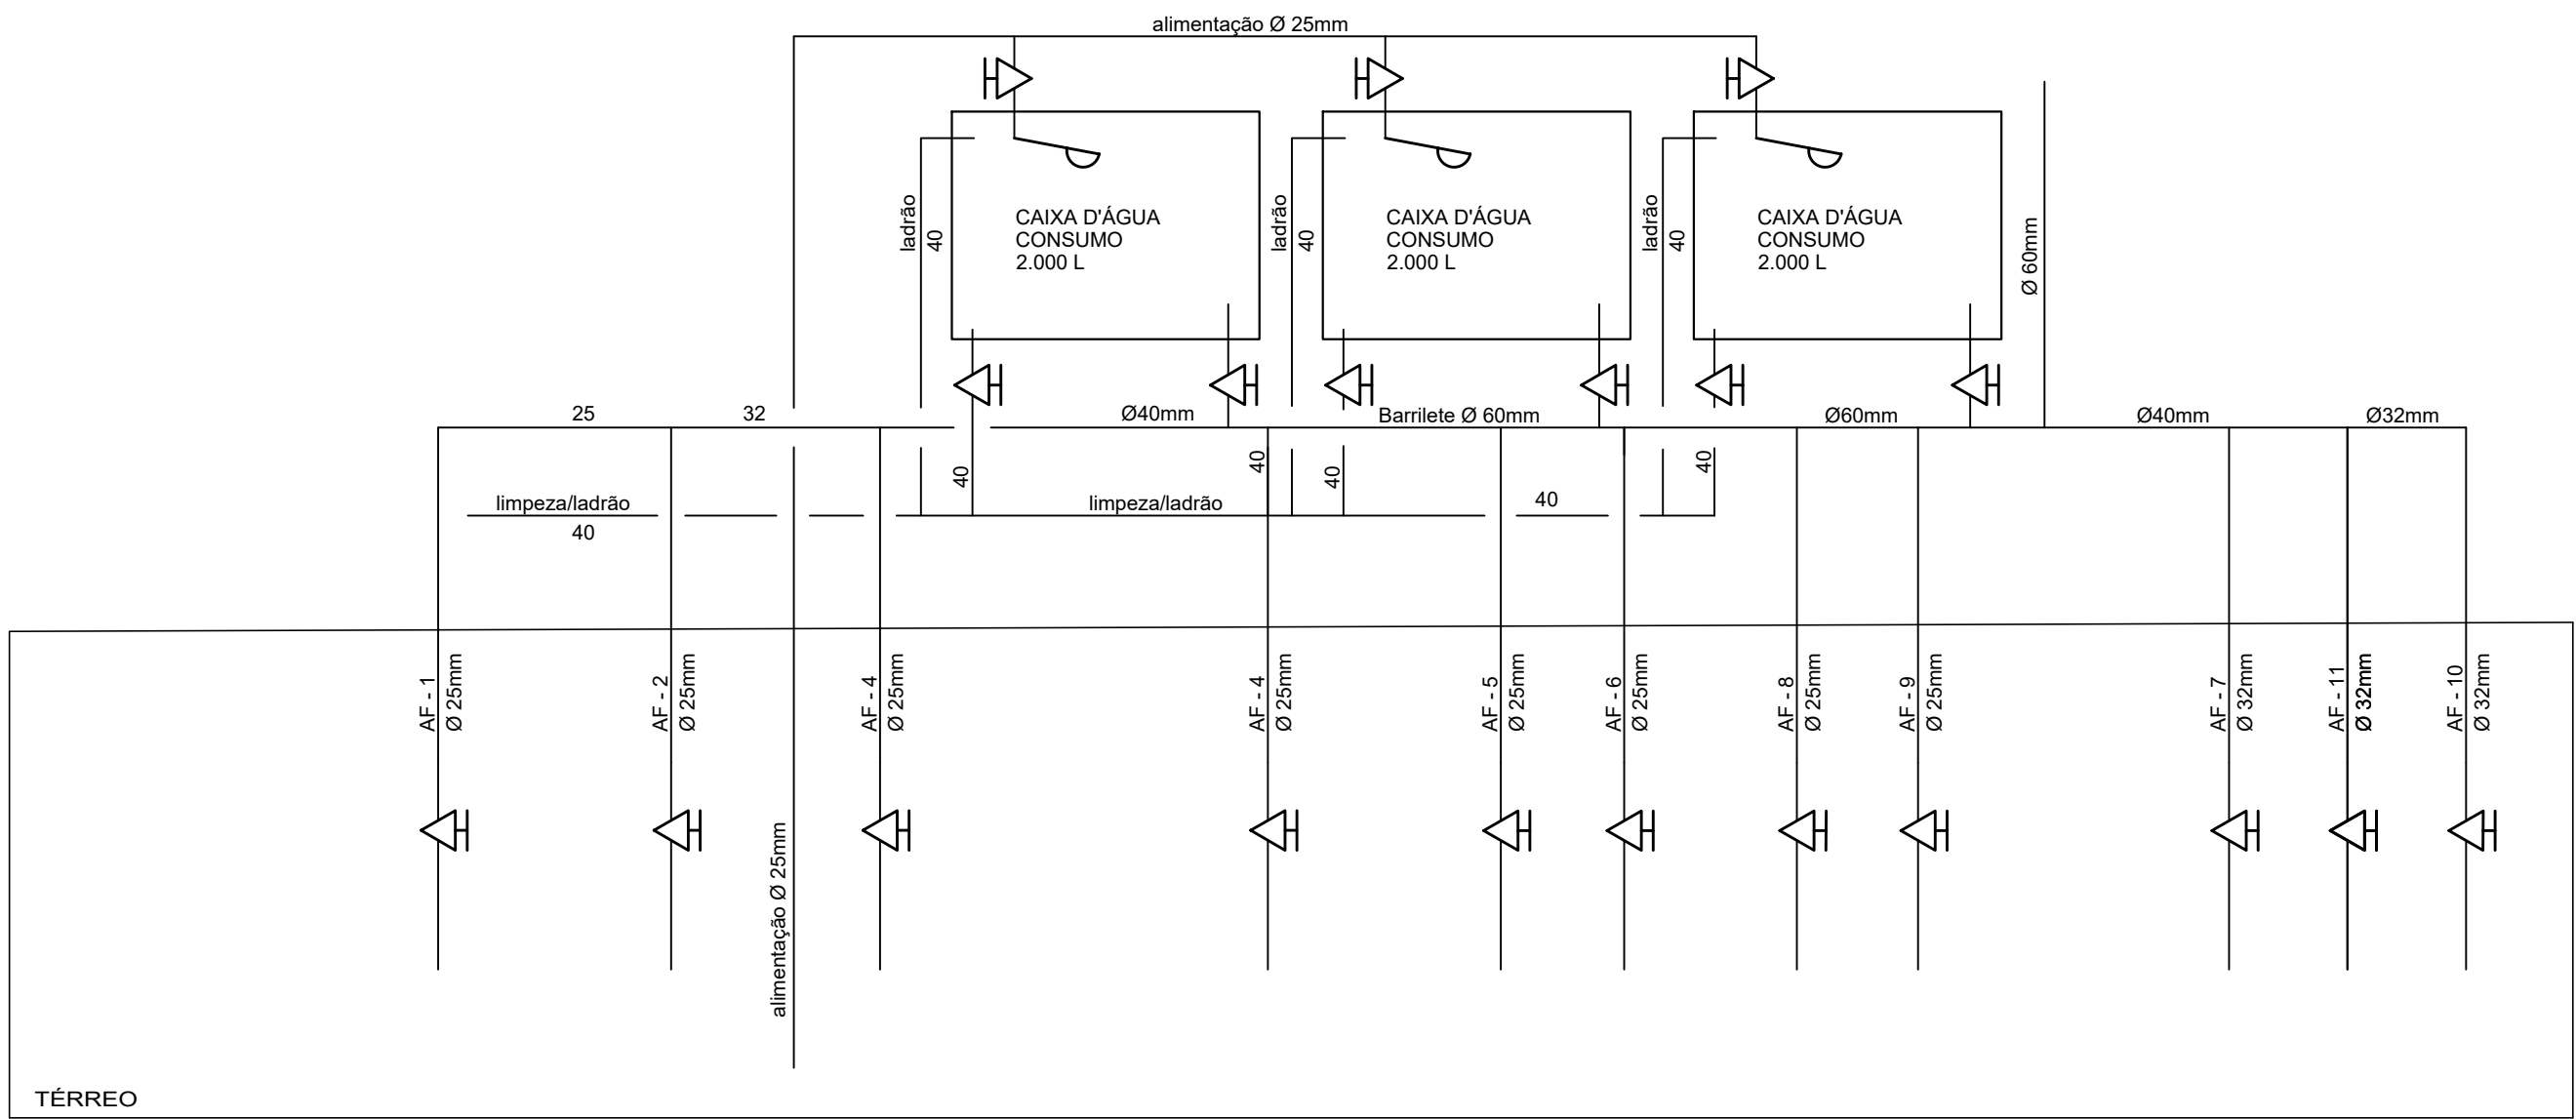 alimentação Ø 25mm
ladrão
40
CAIXA D'ÁGUA
CONSUMO
2.000 L
ladrão
40
CAIXA D'ÁGUA
CONSUMO
2.000 L
ladrão
40
CAIXA D'ÁGUA
CONSUMO
2.000 L
Ø 60mm
25
32
Ø40mm
Barrilete Ø 60mm
Ø60mm
Ø40mm
Ø32mm
40
40
40
40
limpeza/ladrão
40
limpeza/ladrão
40
AF - 1
Ø 25mm
AF - 2
Ø 25mm
alimentação Ø 25mm
AF - 4
Ø 25mm
AF - 4
Ø 25mm
AF - 5
Ø 25mm
AF - 6
Ø 25mm
AF - 8
Ø 25mm
AF - 9
Ø 25mm
AF - 7
Ø 32mm
AF - 11
Ø 32mm
AF - 10
Ø 32mm
TÉRREO